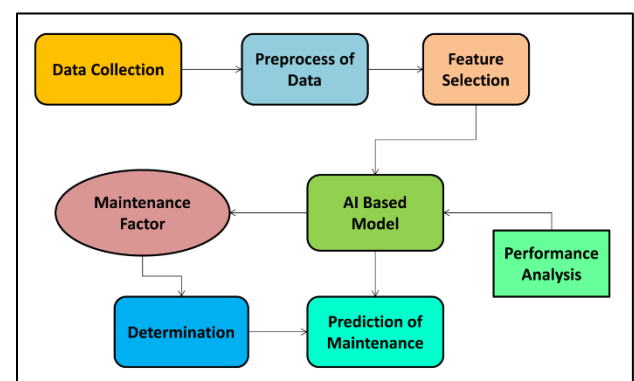 Data Collection
Preprocess of
Data
Feature
Selection
Maintenance
Factor
AI Based
Model
Performance
Analysis
Determination
Prediction of
Maintenance